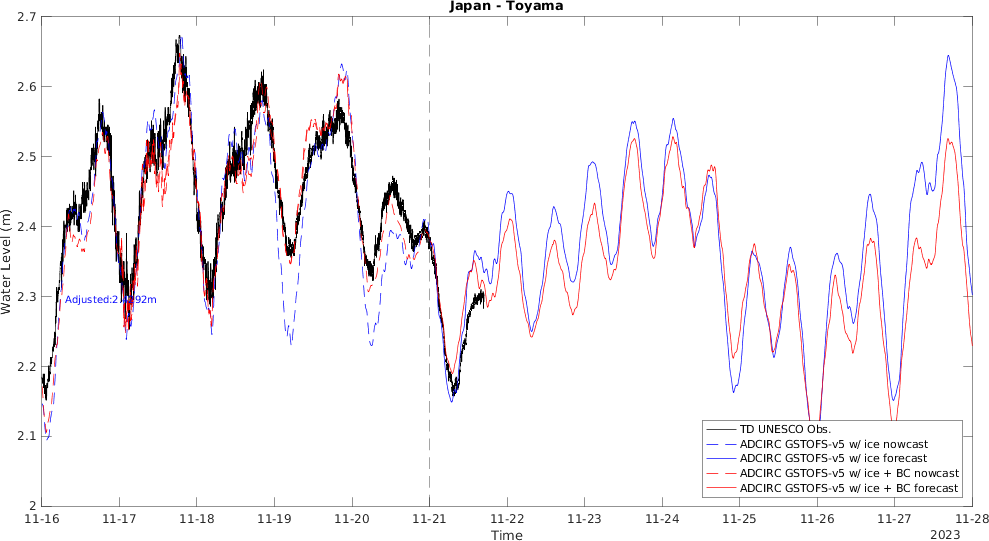 Japan - Toyama
2.7
2.6
2.5
2.4
2.3
2.2
2.1
2
Water Level (m)
TD UNESCO Obs.
ADCIRC GSTOFS-v5 w/ ice nowcast
ADCIRC GSTOFS-v5 w/ ice forecast
ADCIRC GSTOFS-v5 w/ ice + BC nowcast
ADCIRC GSTOFS-v5 w/ ice + BC forecast
11-16 11-17 11-18 11-19 11-20 11-21 11-22 11-23 11-24 11-25 11-26 11-27 11-28
Time
2023